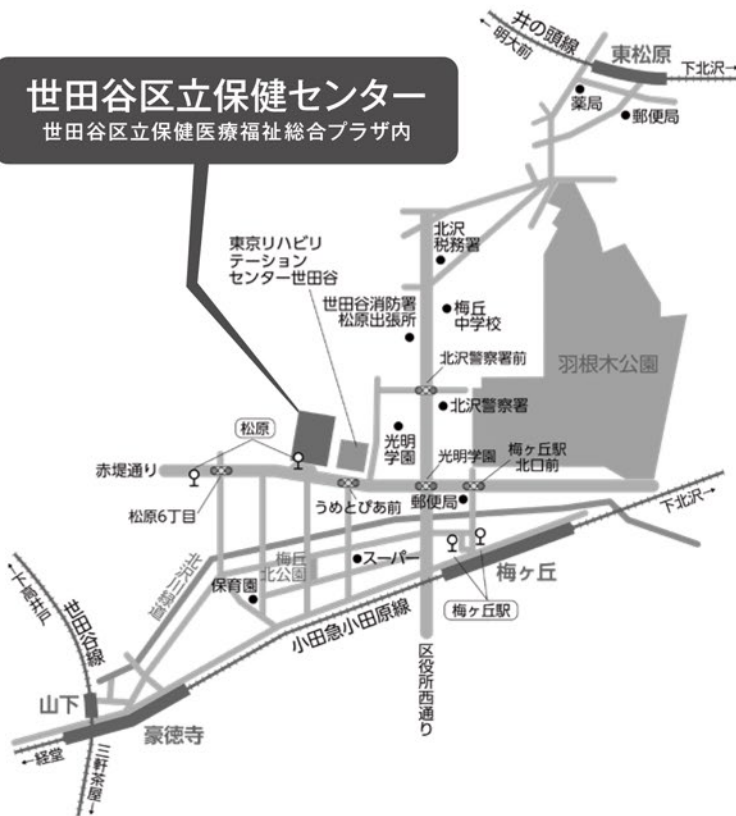 井の頭線
←明大前
東松原
下北沢→
薬局
郵便局
世田谷区立保健センター
世田谷区立保健医療福祉総合プラザ内
東京リハビリ
テーション
センター世田谷
北沢
税務署
世田谷消防署
松原出張所
梅丘
中学校
北沢警察署前
羽根木公園
北沢警察署
松原
光明
学園
光明学園
梅ヶ丘駅
北口前
赤堤通り
松原6丁目
うめとぴあ前
郵便局
下北沢→
北沢川緑道
梅丘
北公園
スーパー
保育園
梅ヶ丘
梅ヶ丘駅
小田急小田原線
区役所西通り
←下高井戸
世田谷線
山下
豪徳寺
←経堂
三軒茶屋→